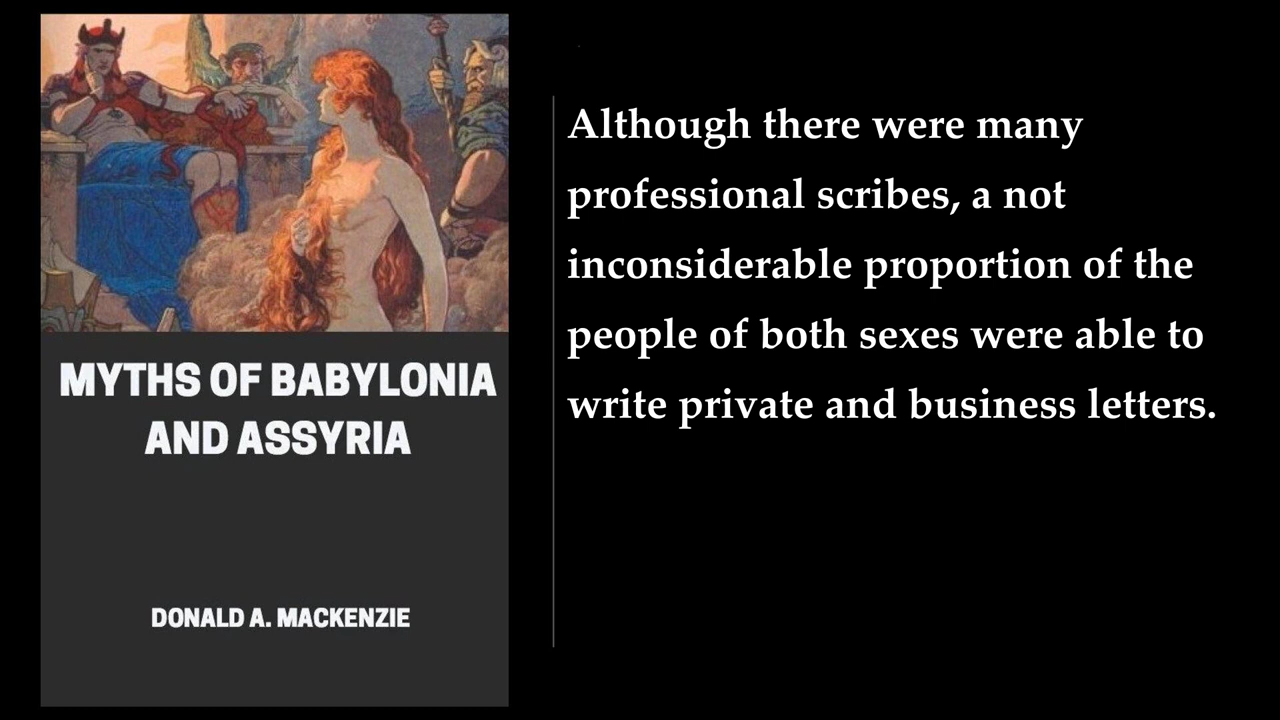 MYTHS OF BABYLONIA
AND ASSYRIA
DONALD A. MACKENZIE
Although there were many
professional scribes, a not
inconsiderable proportion of the
people of both sexes were able to
write private and business letters.